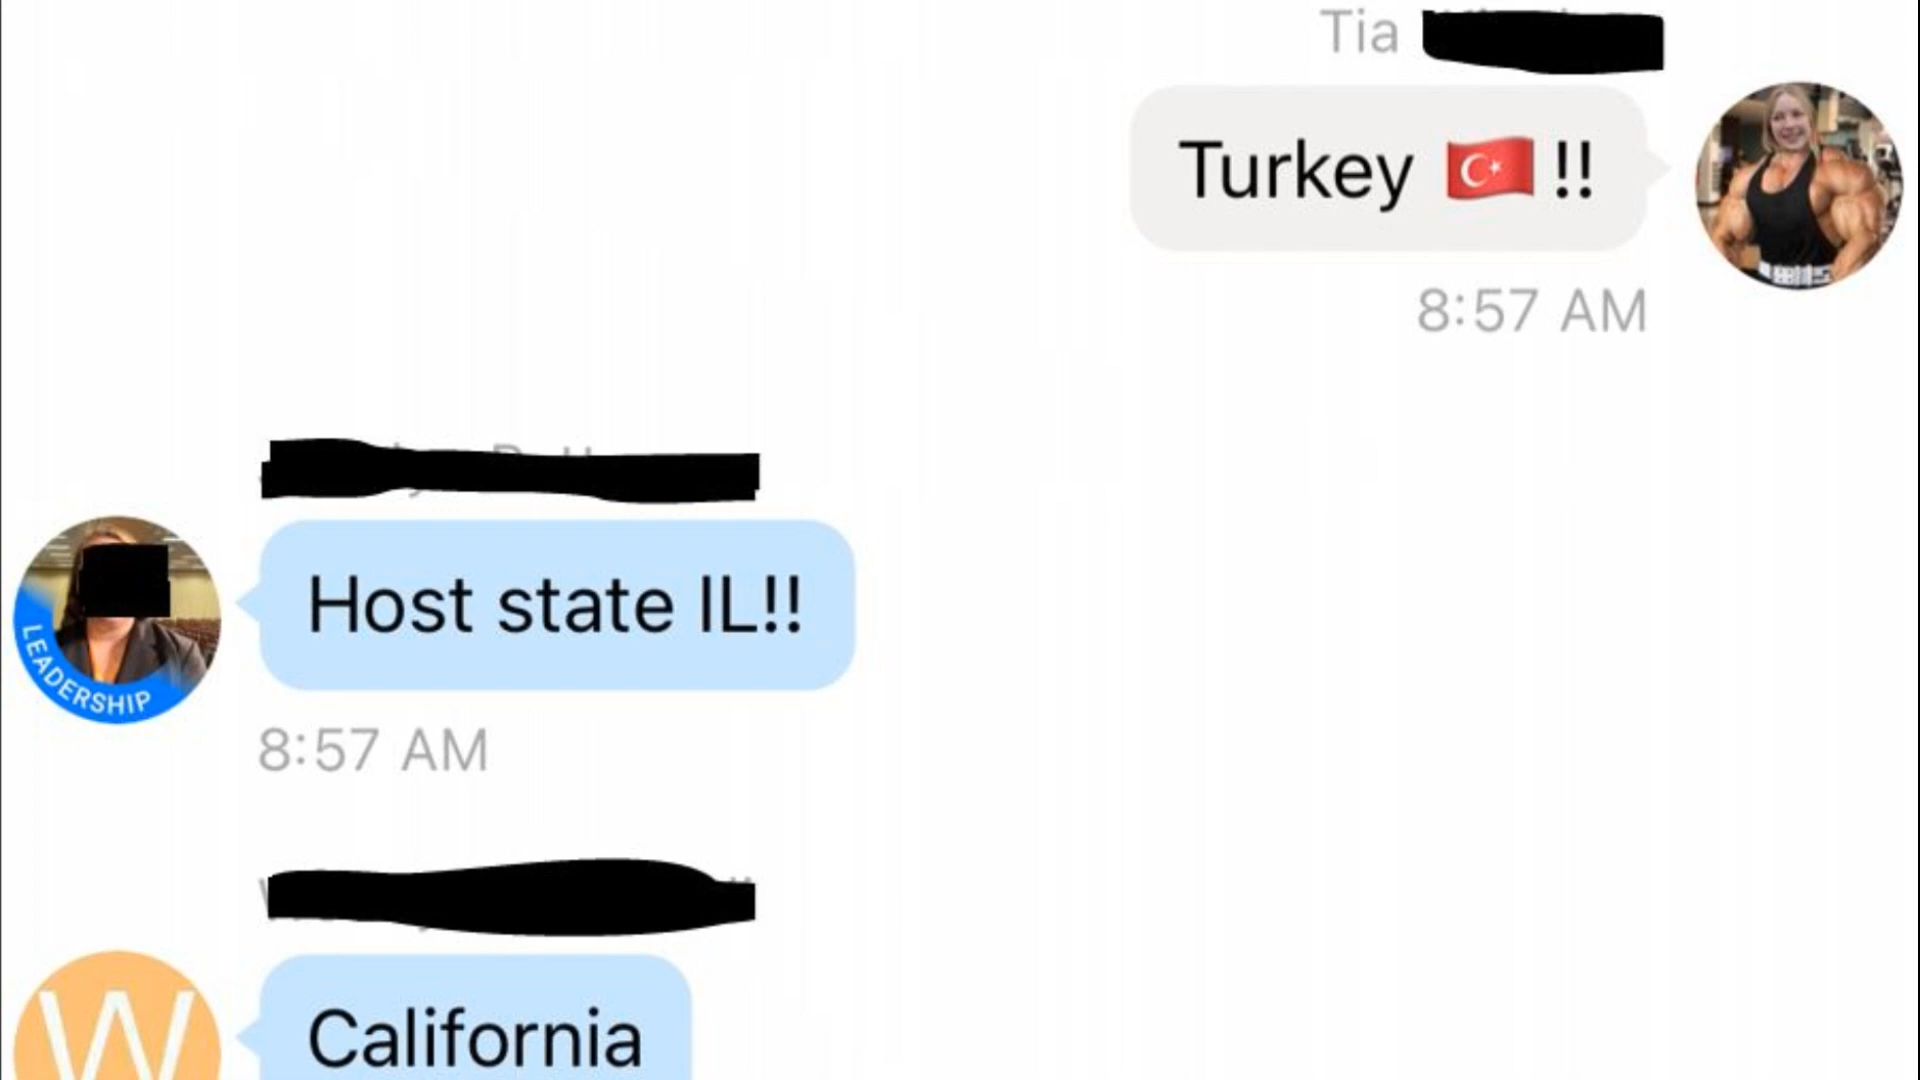 Tia
Turkey 🇹🇷 !!
8:57 AM
LEADERSHIP
Host state IL!!
8:57 AM
W
California